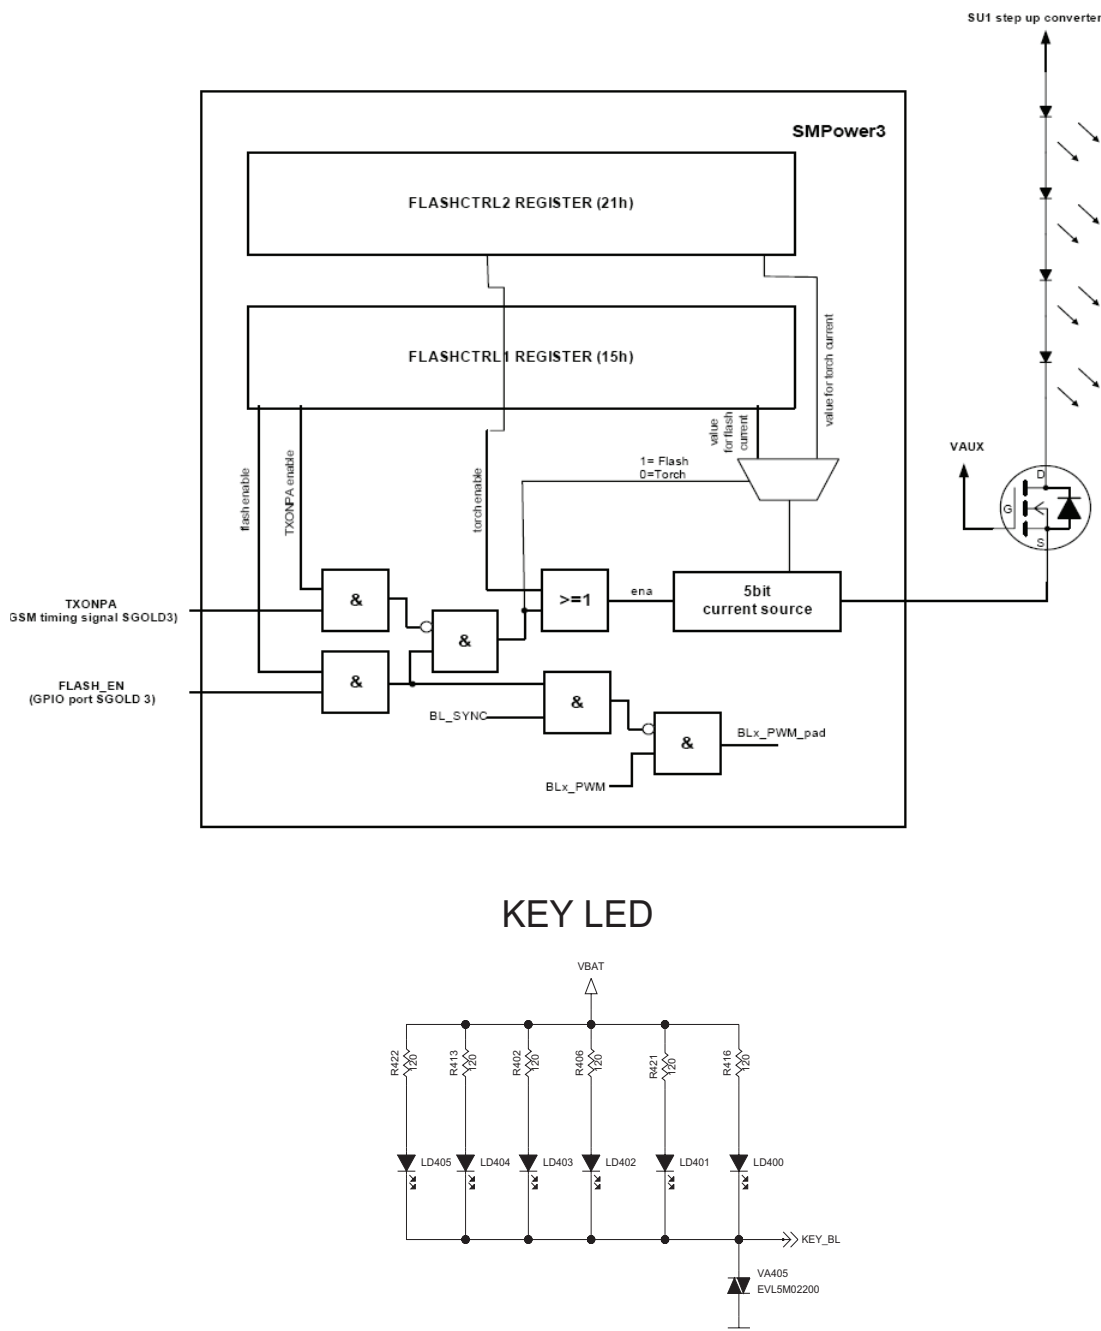 SU1 step up converter
SMPower3
FLASHCTRL2 REGISTER (21h)
FLASHCTRL1 REGISTER (15h)
value for torch current
value
for flash
current
flash enable
TXONPA enable
torch enable
1= Flash
0=Torch
VAUX
D
G
S
TXONPA
GSM timing signal SGOLD3)
&
&
>=1
ena
5bit
current source
FLASH_EN
(GPIO port SGOLD 3)
&
BL_SYNC
&
&
BLx_PWM_pad
BLx_PWM
KEY LED
VBAT
R422
120
R413
120
R402
120
R406
120
R421
120
R416
120
LD405
LD404
LD403
LD402
LD401
LD400
KEY_BL
VA405
EVL5M02200